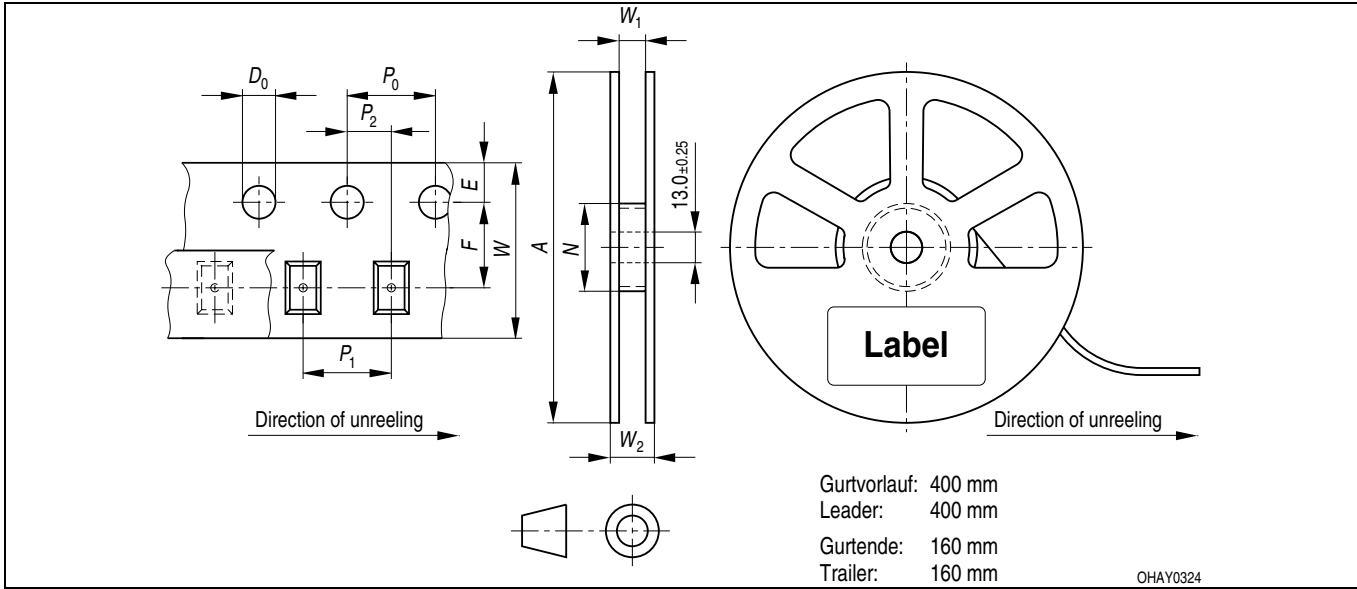 W1
D0
P0
P2
E
F
W
A
N
13.0±0.25
P1
Label
Direction of unreeling
W2
Direction of unreeling
Gurtvorlauf: 400 mm
Leader: 400 mm
Gurtende: 160 mm
Trailer: 160 mm
OHAY0324